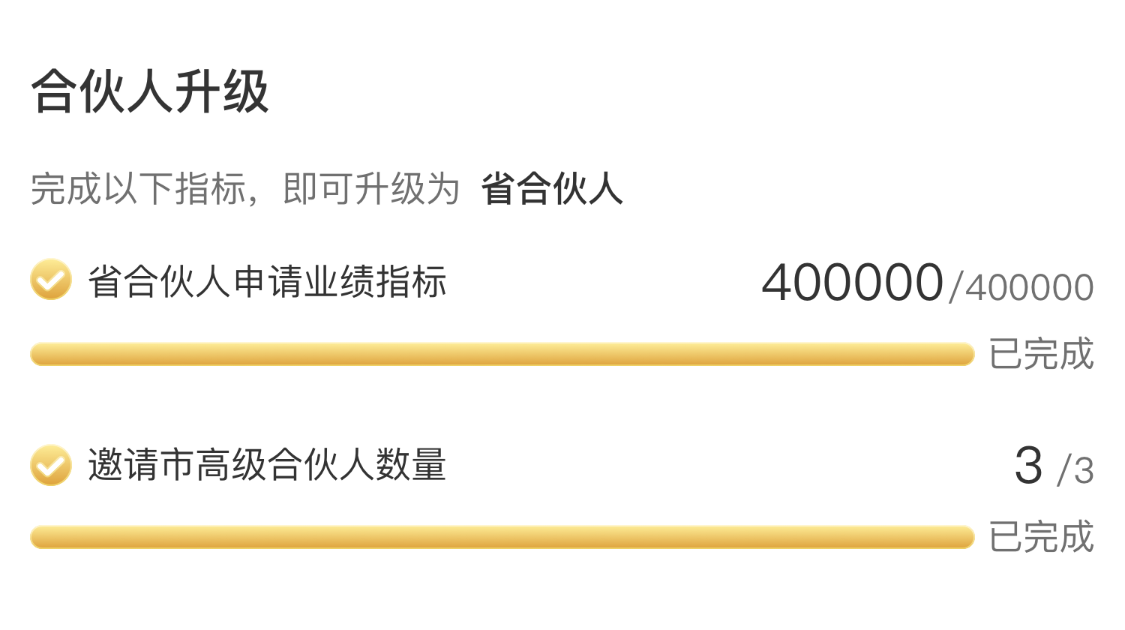 合伙人升级
完成以下指标，即可升级为 省合伙人
省合伙人申请业绩指标 400000/400000
已完成
邀请市高级合伙人数量 3 /3
已完成